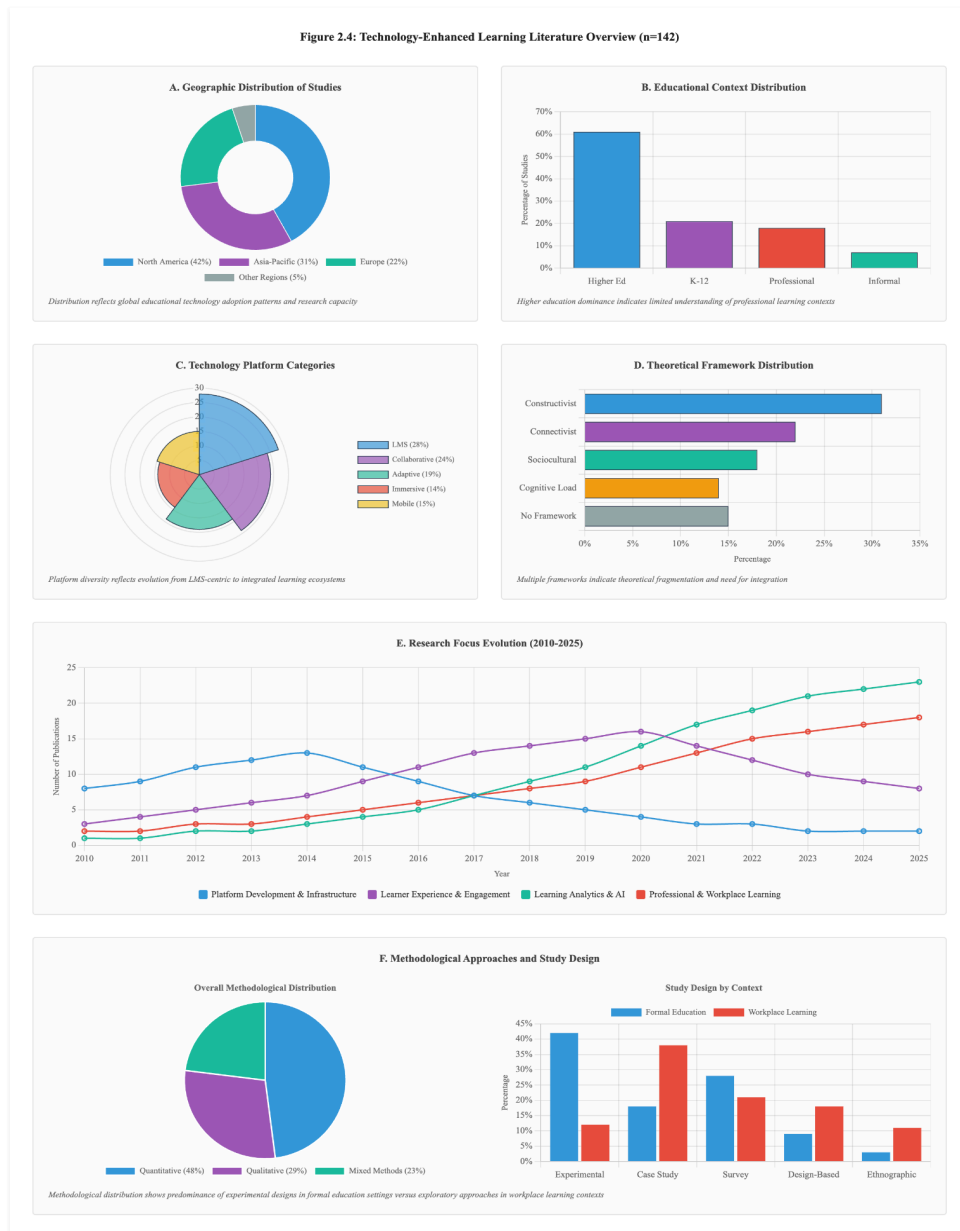 Figure 2.4: Technology-Enhanced Learning Literature Overview (n=142)
A. Geographic Distribution of Studies
North America (42%) Asia-Pacific (31%) Europe (22%)
Other Regions (5%)
Distribution reflects global educational technology adoption patterns and research capacity
B. Educational Context Distribution
70%
60%
50%
40%
30%
20%
10%
0%
Percentage of Studies
Higher Ed K-12 Professional Informal
Higher education dominance indicates limited understanding of professional learning contexts
C. Technology Platform Categories
30
25
20
15
10
5
LMS (28%)
Collaborative (24%)
Adaptive (19%)
Immersive (14%)
Mobile (15%)
Platform diversity reflects evolution from LMS-centric to integrated learning ecosystems
D. Theoretical Framework Distribution
Constructivist
Connectivist
Sociocultural
Cognitive Load
No Framework
0% 5% 10% 15% 20% 25% 30% 35%
Percentage
Multiple frameworks indicate theoretical fragmentation and need for integration
E. Research Focus Evolution (2010-2025)
25
20
15
10
5
0
Number of Publications
2010 2011 2012 2013 2014 2015 2016 2017 2018 2019 2020 2021 2022 2023 2024 2025
Year
Platform Development & Infrastructure Learner Experience & Engagement Learning Analytics & AI Professional & Workplace Learning
F. Methodological Approaches and Study Design
Overall Methodological Distribution
Quantitative (48%) Qualitative (29%) Mixed Methods (23%)
Study Design by Context
Formal Education Workplace Learning
45%
40%
35%
30%
25%
20%
15%
10%
5%
0%
Percentage
Experimental Case Study Survey Design-Based Ethnographic
Methodological distribution shows predominance of experimental designs in formal education settings versus exploratory approaches in workplace learning contexts